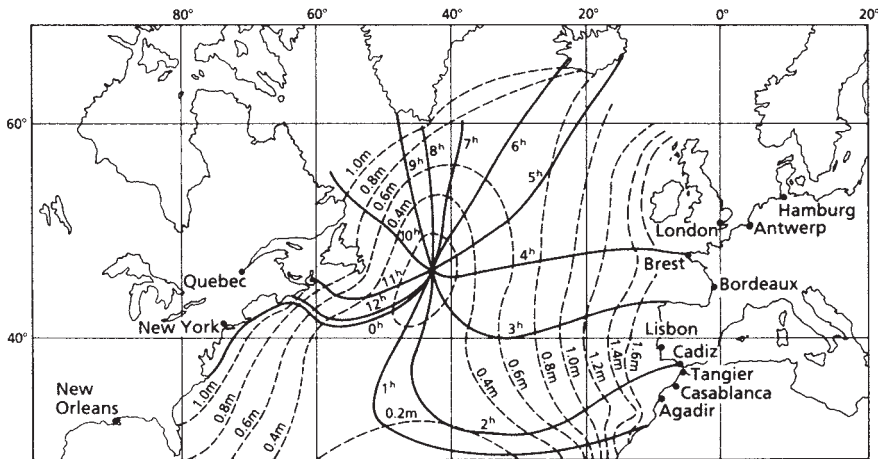 80° 60° 40° 20° 0° 20°
60°
40°
1.0m
0.8m
0.6m
0.4m
9ʰ
8ʰ
7ʰ
6ʰ
5ʰ
10ʰ
11ʰ
12ʰ
0ʰ
4ʰ
3ʰ
1ʰ
2ʰ
0.2m
0.4m
0.6m
0.8m
1.0m
1.2m
1.4m
1.6m
1.0m
0.8m
0.6m
0.4m
Quebec
New York
New
Orleans
London
Hamburg
Antwerp
Brest
Bordeaux
Lisbon
Cadiz
Tangier
Casablanca
Agadir